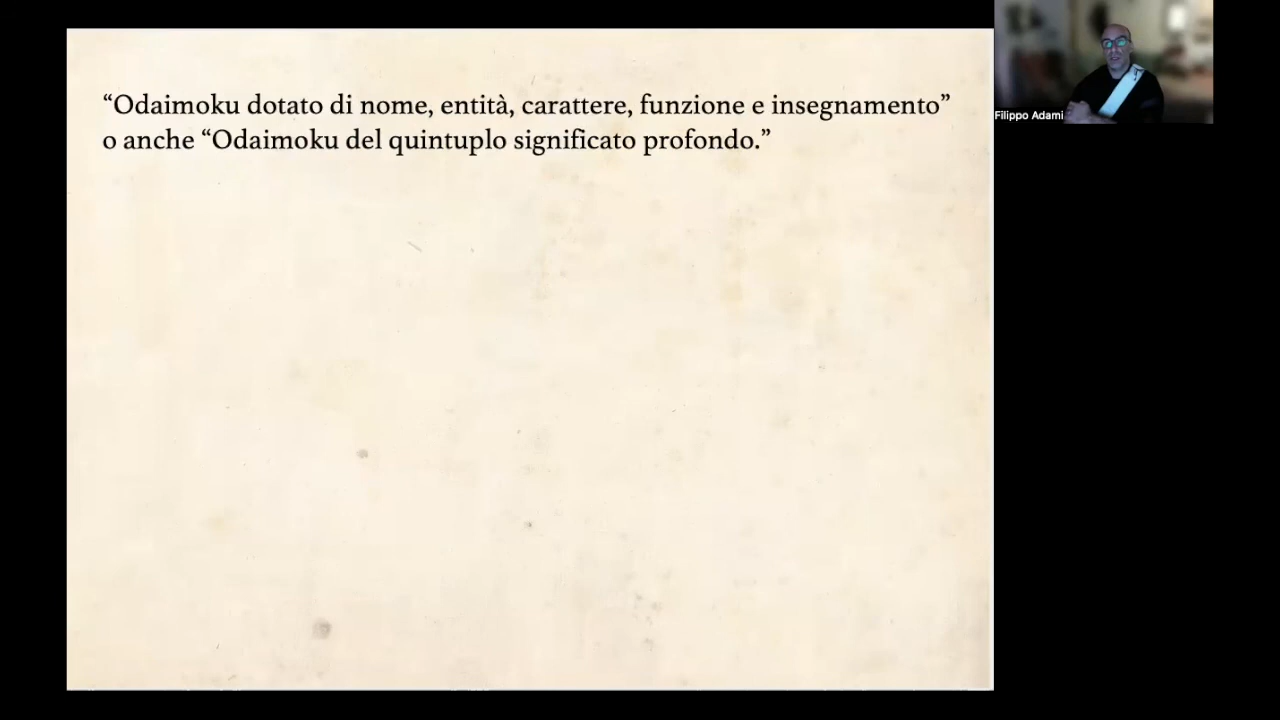 “Odaimoku dotato di nome, entità, carattere, funzione e insegnamento”
o anche “Odaimoku del quintuplo significato profondo.”
Filippo Adami